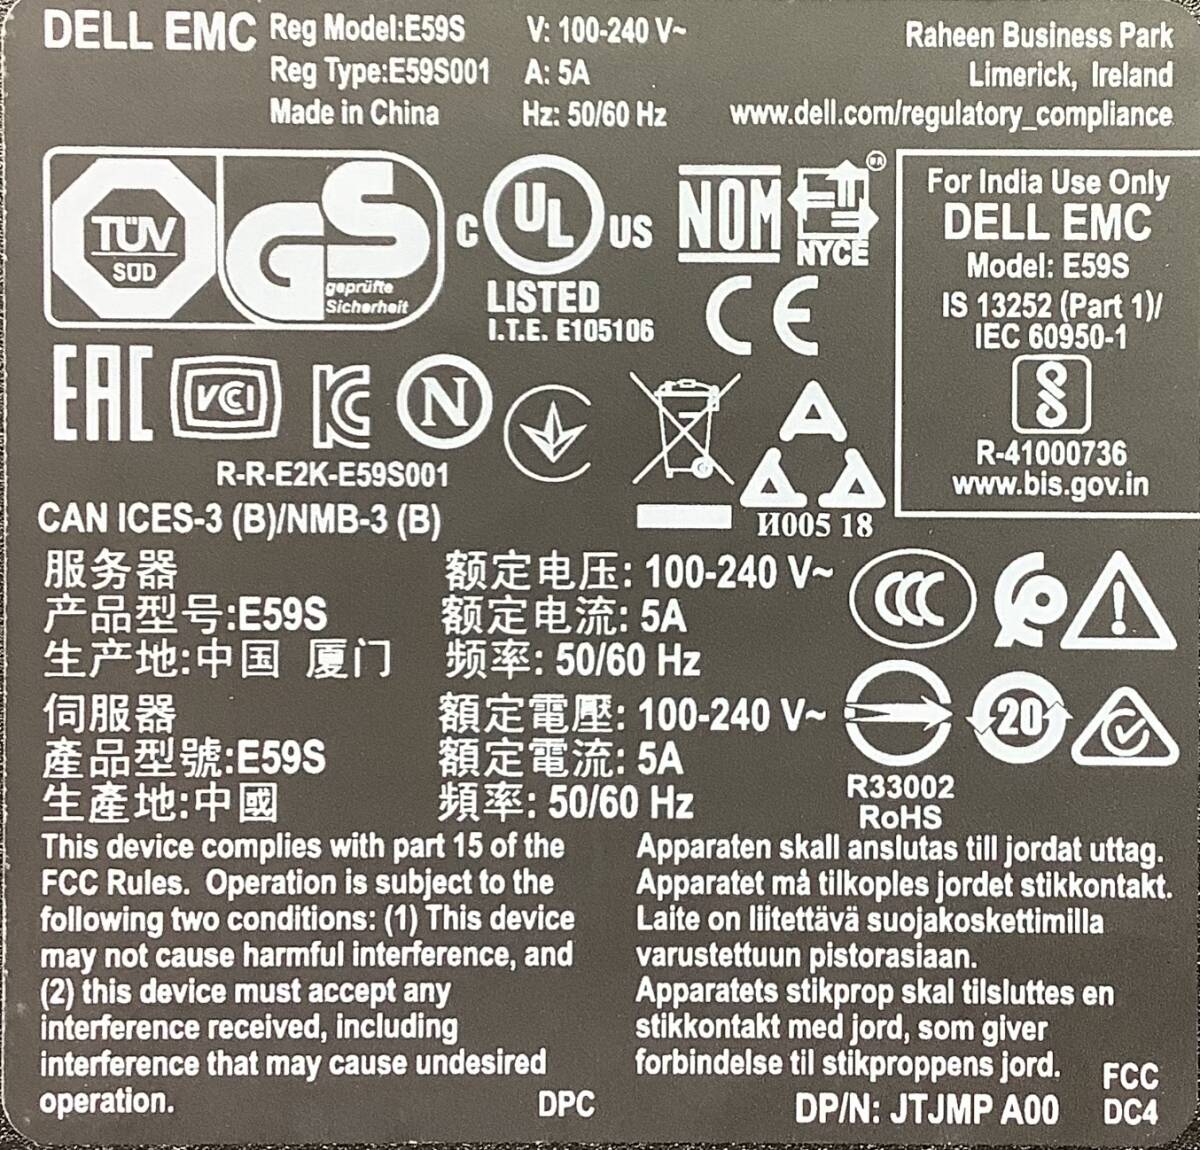 DELL EMC Reg Model:E59S V: 100-240 V~
Reg Type:E59S001 A: 5A
Made in China Hz: 50/60 Hz
Raheen Business Park
Limerick, Ireland
www.dell.com/regulatory_compliance
TÜV
SÜD
GS
geprüfte
Sicherheit
C UL US
LISTED
I.T.E. E105106
NOM
NYCE
CE
For India Use Only
DELL EMC
Model: E59S
IS 13252 (Part 1)/
IEC 60950-1
R-41000736
www.bis.gov.in
EAC
VCCI
KC
N
R-R-E2K-E59S001
И005 18
CAN ICES-3 (B)/NMB-3 (B)
服务器
产品型号:E59S
生产地:中国 厦门
额定电压: 100-240 V~
额定电流: 5A
频率: 50/60 Hz
CCC
伺服器
產品型號:E59S
生產地:中國
額定電壓: 100-240 V~
額定電流: 5A
頻率: 50/60 Hz
R33002
RoHS
20
This device complies with part 15 of the
FCC Rules. Operation is subject to the
following two conditions: (1) This device
may not cause harmful interference, and
(2) this device must accept any
interference received, including
interference that may cause undesired
operation.
DPC
Apparaten skall anslutas till jordat uttag.
Apparatet må tilkoples jordet stikkontakt.
Laite on liitettävä suojakoskettimilla
varustettuun pistorasiaan.
Apparatets stikprop skal tilsluttes en
stikkontakt med jord, som giver
forbindelse til stikproppens jord.
DP/N: JTJMP A00
FCC
DC4